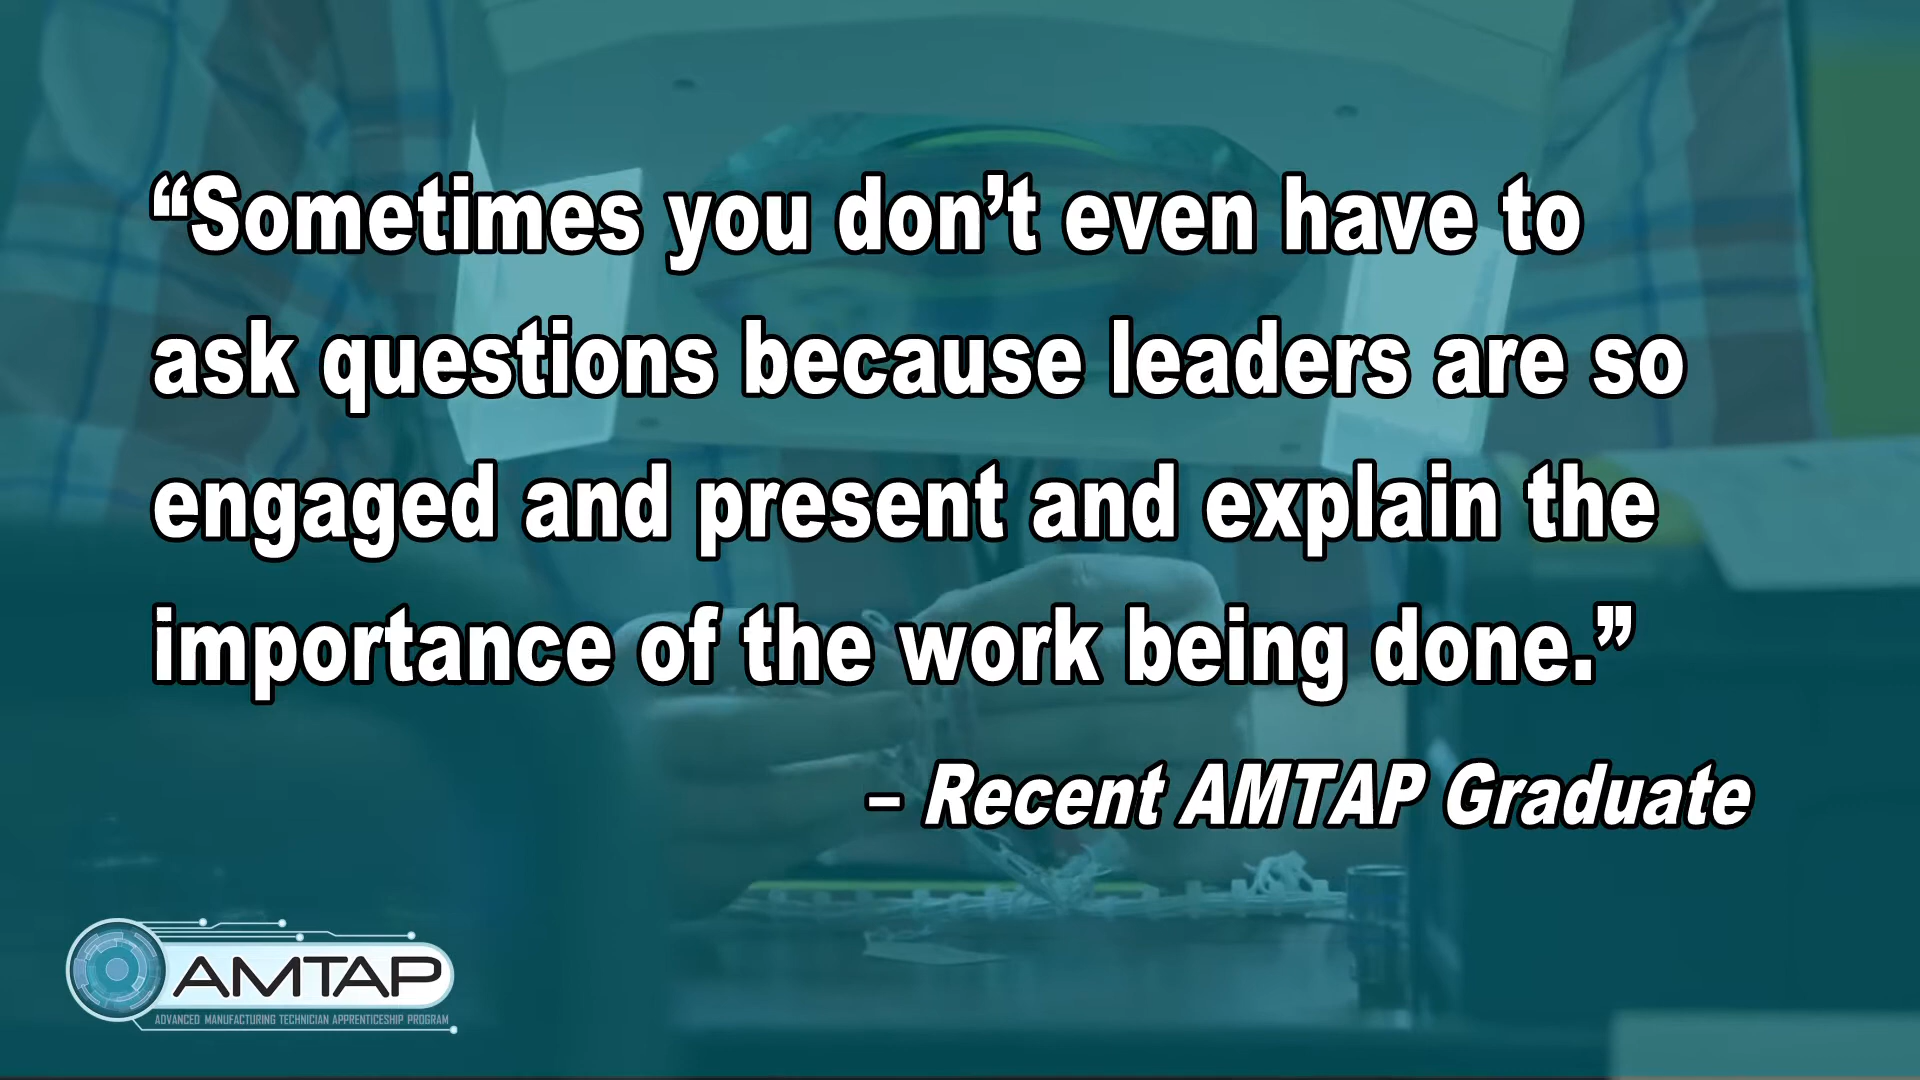 “Sometimes you don’t even have to
ask questions because leaders are so
engaged and present and explain the
importance of the work being done.”
– Recent AMTAP Graduate
AMTAP
ADVANCED MANUFACTURING TECHNICIAN APPRENTICESHIP PROGRAM